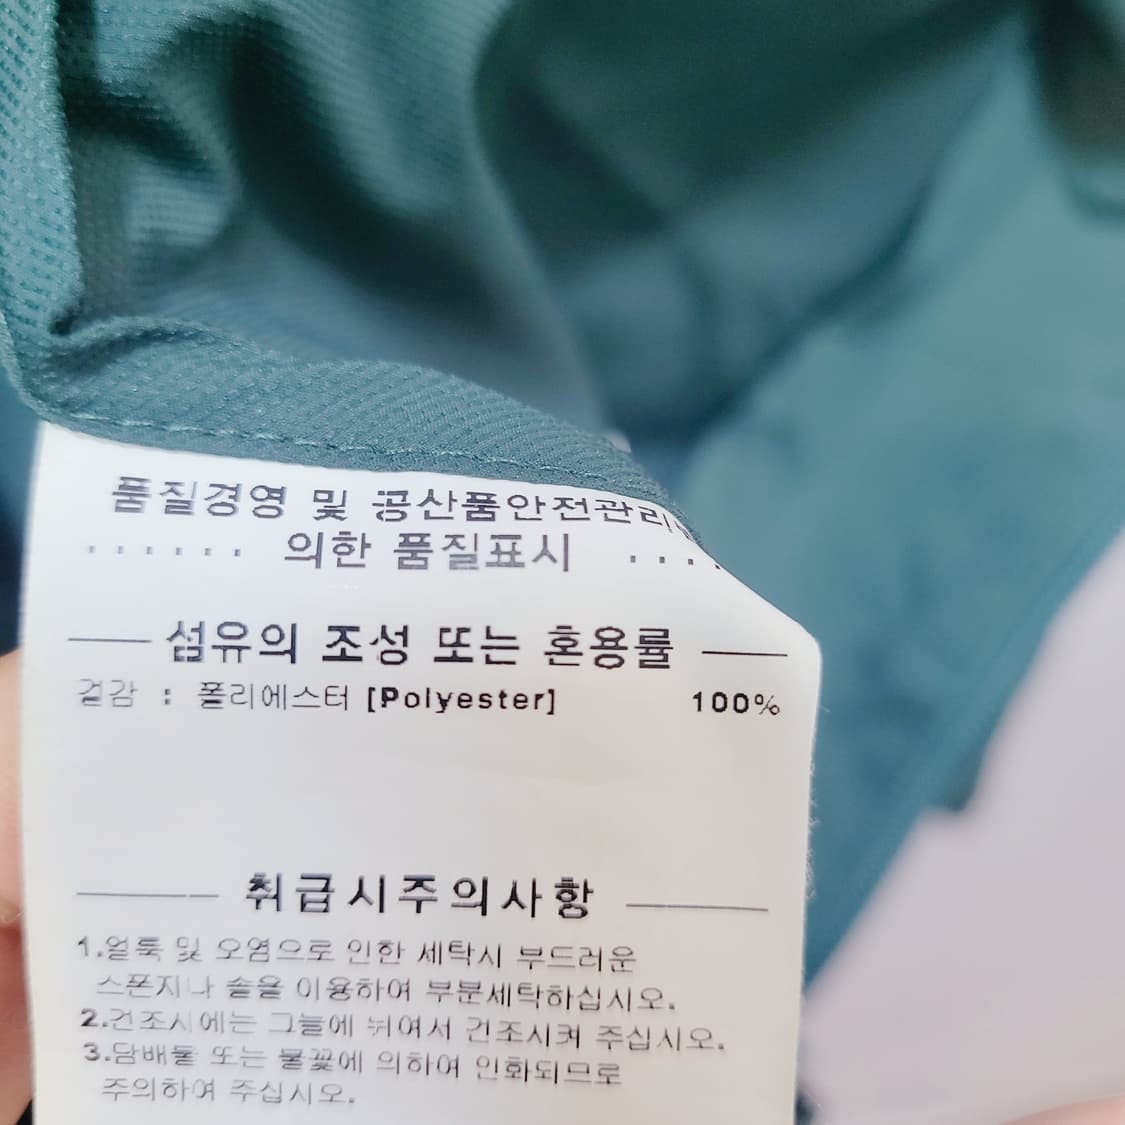 품질경영 및 공산품안전관리
의한 품질표시
섬유의 조성 또는 혼용률
겉감 : 폴리에스터 [Polyester] 100%
취급시주의사항
1.얼룩 및 오염으로 인한 세탁시 부드러운
스폰지나 솔을 이용하여 부분세탁하십시오.
2.건조시에는 그늘에 뉘여서 건조시켜 주십시오.
3.담배불 또는 불꽃에 의하여 인화되므로
주의하여 주십시오.